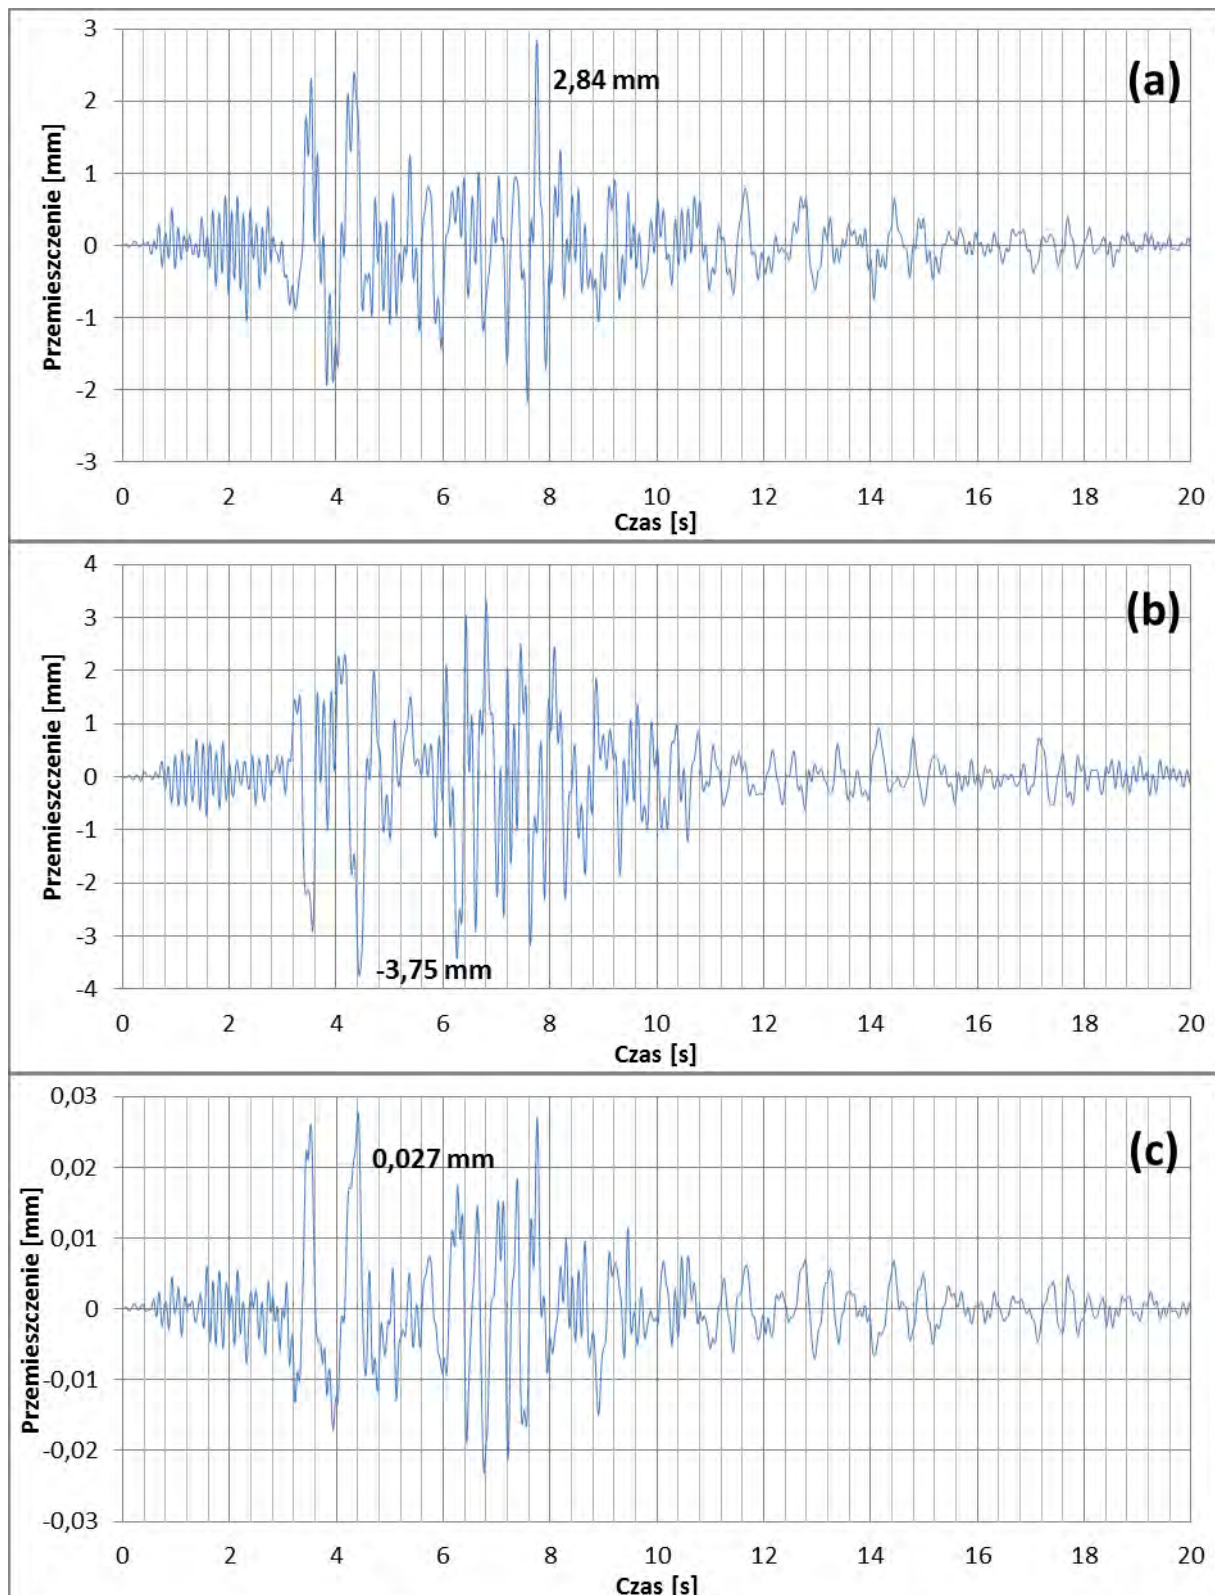 3
(a)
2,84 mm
2
1
0
-1
-2
-3
Przemieszczenie [mm]
0 2 4 6 8 10 12 14 16 18 20
Czas [s]
4
(b)
3
2
1
0
-1
-2
-3
-3,75 mm
-4
Przemieszczenie [mm]
0 2 4 6 8 10 12 14 16 18 20
Czas [s]
0,03
(c)
0,027 mm
0,02
0,01
0
-0,01
-0,02
-0,03
Przemieszczenie [mm]
0 2 4 6 8 10 12 14 16 18 20
Czas [s]